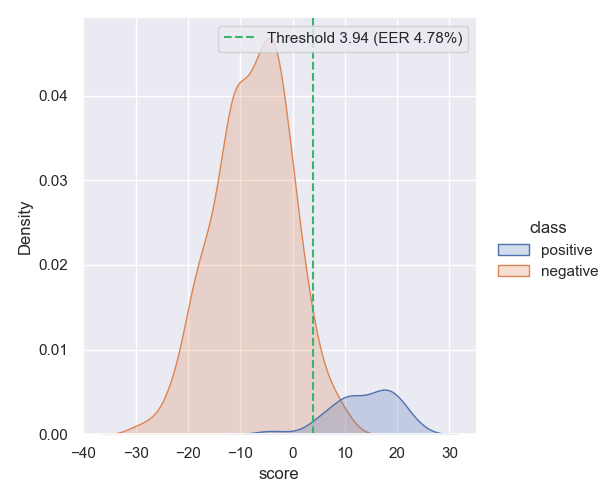 Threshold 3.94 (EER 4.78%)
0.04
0.03
0.02
0.01
0.00
Density
−40
−30
−20
−10
0
10
20
30
score
class
positive
negative